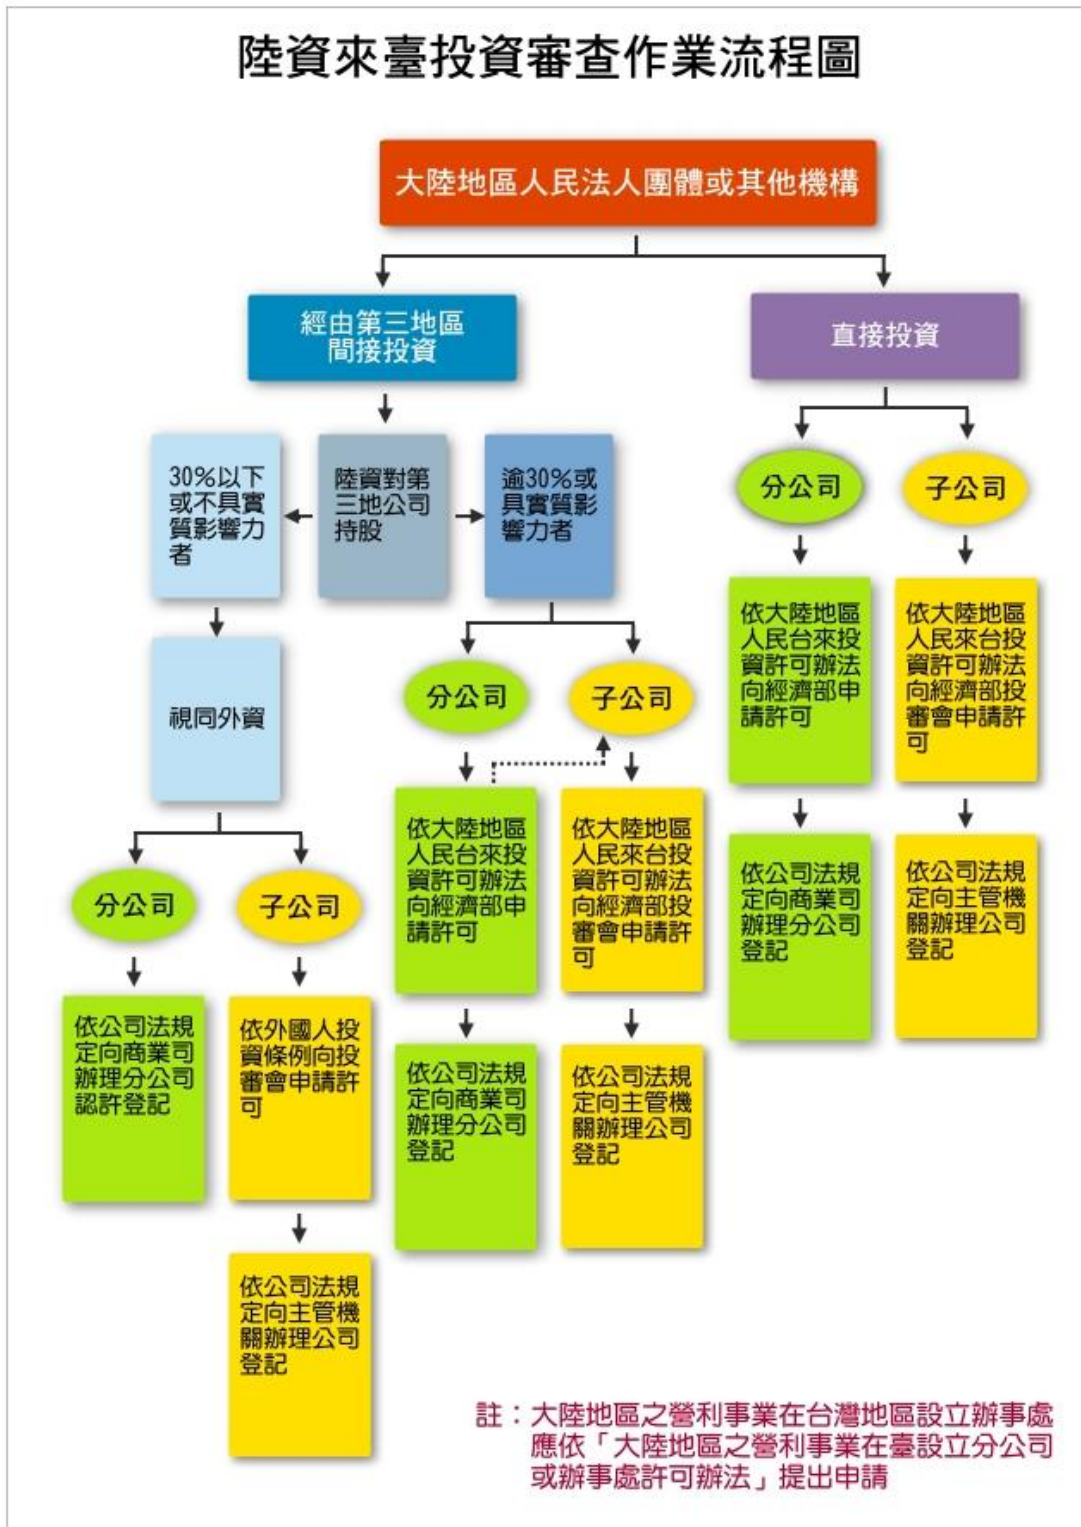 陸資來臺投資審查作業流程圖
大陸地區人民法人團體或其他機構
經由第三地區
間接投資
直接投資
30%以下
或不具實
質影響力
者
陸資對第
三地公司
持股
逾30%或
具實質影
響力者
分公司
子公司
依大陸地區
人民台來投
資許可辦法
向經濟部申
請許可
依大陸地區
人民來台投
資許可辦法
向經濟部投
審會申請許
可
視同外資
分公司
子公司
依大陸地區
人民台來投
資許可辦法
向經濟部申
請許可
依大陸地區
人民來台投
資許可辦法
向經濟部投
審會申請許
可
依公司法規
定向商業司
辦理分公司
登記
依公司法規
定向主管機
關辦理公司
登記
分公司
子公司
依公司法規
定向商業司
辦理分公司
認許登記
依外國人投
資條例向投
審會申請許
可
依公司法規
定向商業司
辦理分公司
登記
依公司法規
定向主管機
關辦理公司
登記
依公司法規
定向主管機
關辦理公司
登記
註：大陸地區之營利事業在台灣地區設立辦事處
應依「大陸地區之營利事業在臺設立分公司
或辦事處許可辦法」提出申請